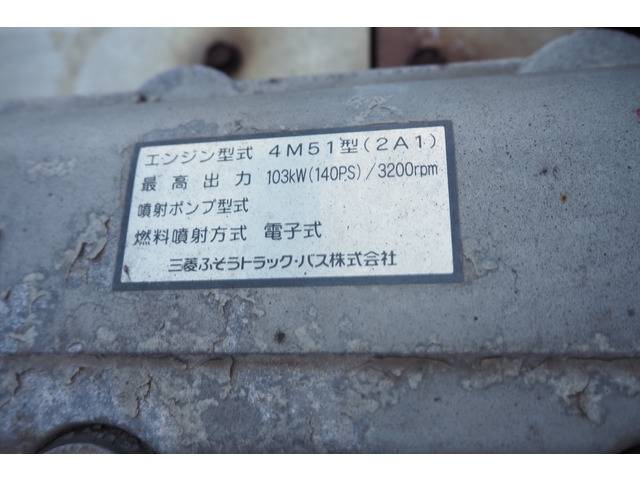 エンジン型式 4M51型(2A1)
最高出力 103kW(140PS)/3200rpm
噴射ポンプ型式
燃料噴射方式 電子式
三菱ふそうトラック・バス株式会社